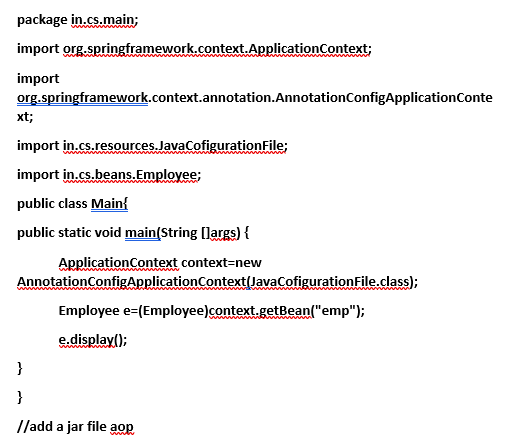 package in.cs.main;
import org.springframework.context.ApplicationContext;
import
org.springframework.context.annotation.AnnotationConfigApplicationConte
xt;
import in.cs.resources.JavaCofigurationFile;
import in.cs.beans.Employee;
public class Main{
public static void main(String []args) {
ApplicationContext context=new
AnnotationConfigApplicationContext(JavaCofigurationFile.class);
Employee e=(Employee)context.getBean("emp");
e.display();
}
}
//add a jar file aop